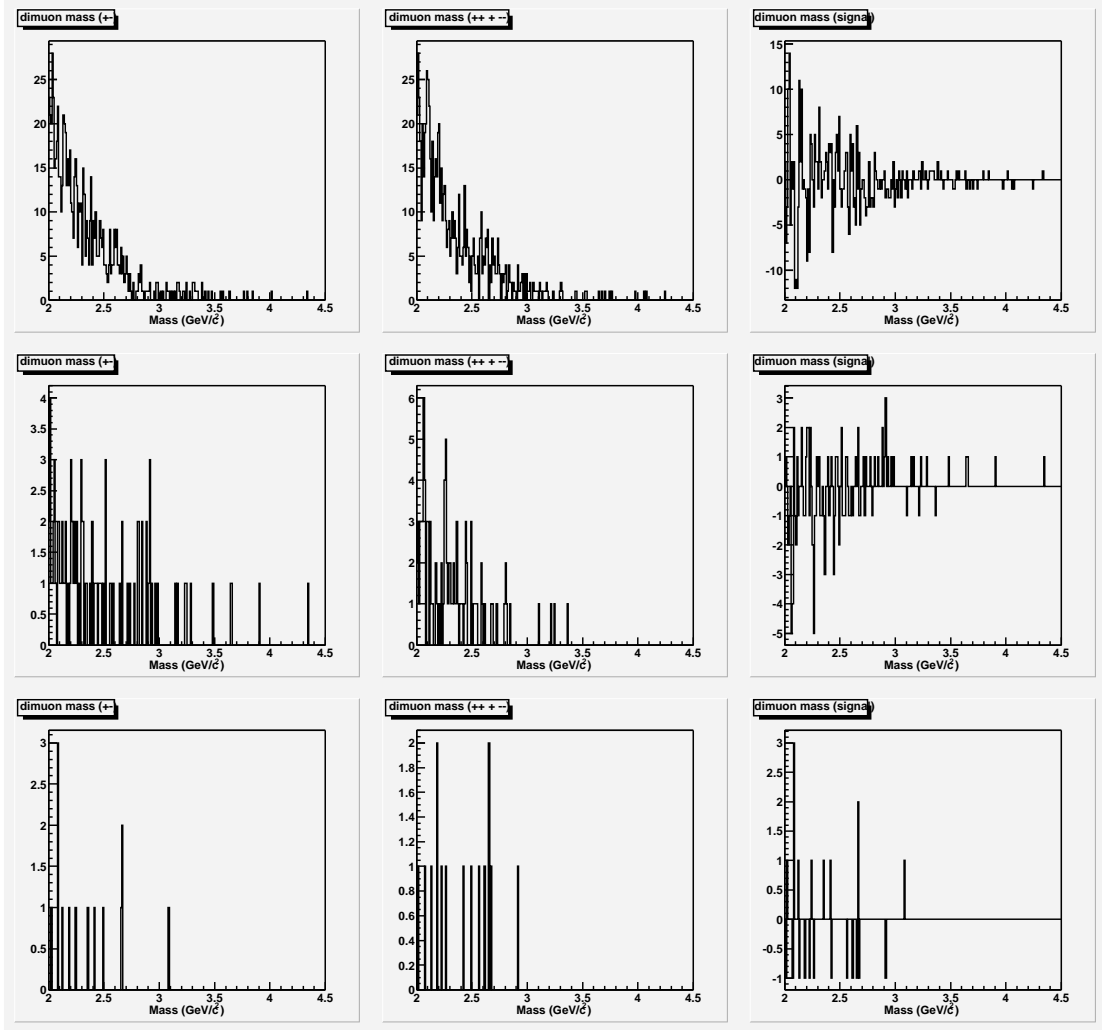 dimuon mass (+-)
25
20
15
10
5
0
2 2.5 3 3.5 4 4.5
Mass (GeV/c²)
dimuon mass (++ + --)
25
20
15
10
5
0
2 2.5 3 3.5 4 4.5
Mass (GeV/c²)
dimuon mass (signal)
15
10
5
0
-5
-10
2 2.5 3 3.5 4 4.5
Mass (GeV/c²)
dimuon mass (+-)
4
3.5
3
2.5
2
1.5
1
0.5
0
2 2.5 3 3.5 4 4.5
Mass (GeV/c²)
dimuon mass (++ + --)
6
5
4
3
2
1
0
2 2.5 3 3.5 4 4.5
Mass (GeV/c²)
dimuon mass (signal)
3
2
1
0
-1
-2
-3
-4
-5
2 2.5 3 3.5 4 4.5
Mass (GeV/c²)
dimuon mass (+-)
3
2.5
2
1.5
1
0.5
0
2 2.5 3 3.5 4 4.5
Mass (GeV/c²)
dimuon mass (++ + --)
2
1.8
1.6
1.4
1.2
1
0.8
0.6
0.4
0.2
0
2 2.5 3 3.5 4 4.5
Mass (GeV/c²)
dimuon mass (signal)
3
2.5
2
1.5
1
0.5
0
-0.5
-1
2 2.5 3 3.5 4 4.5
Mass (GeV/c²)